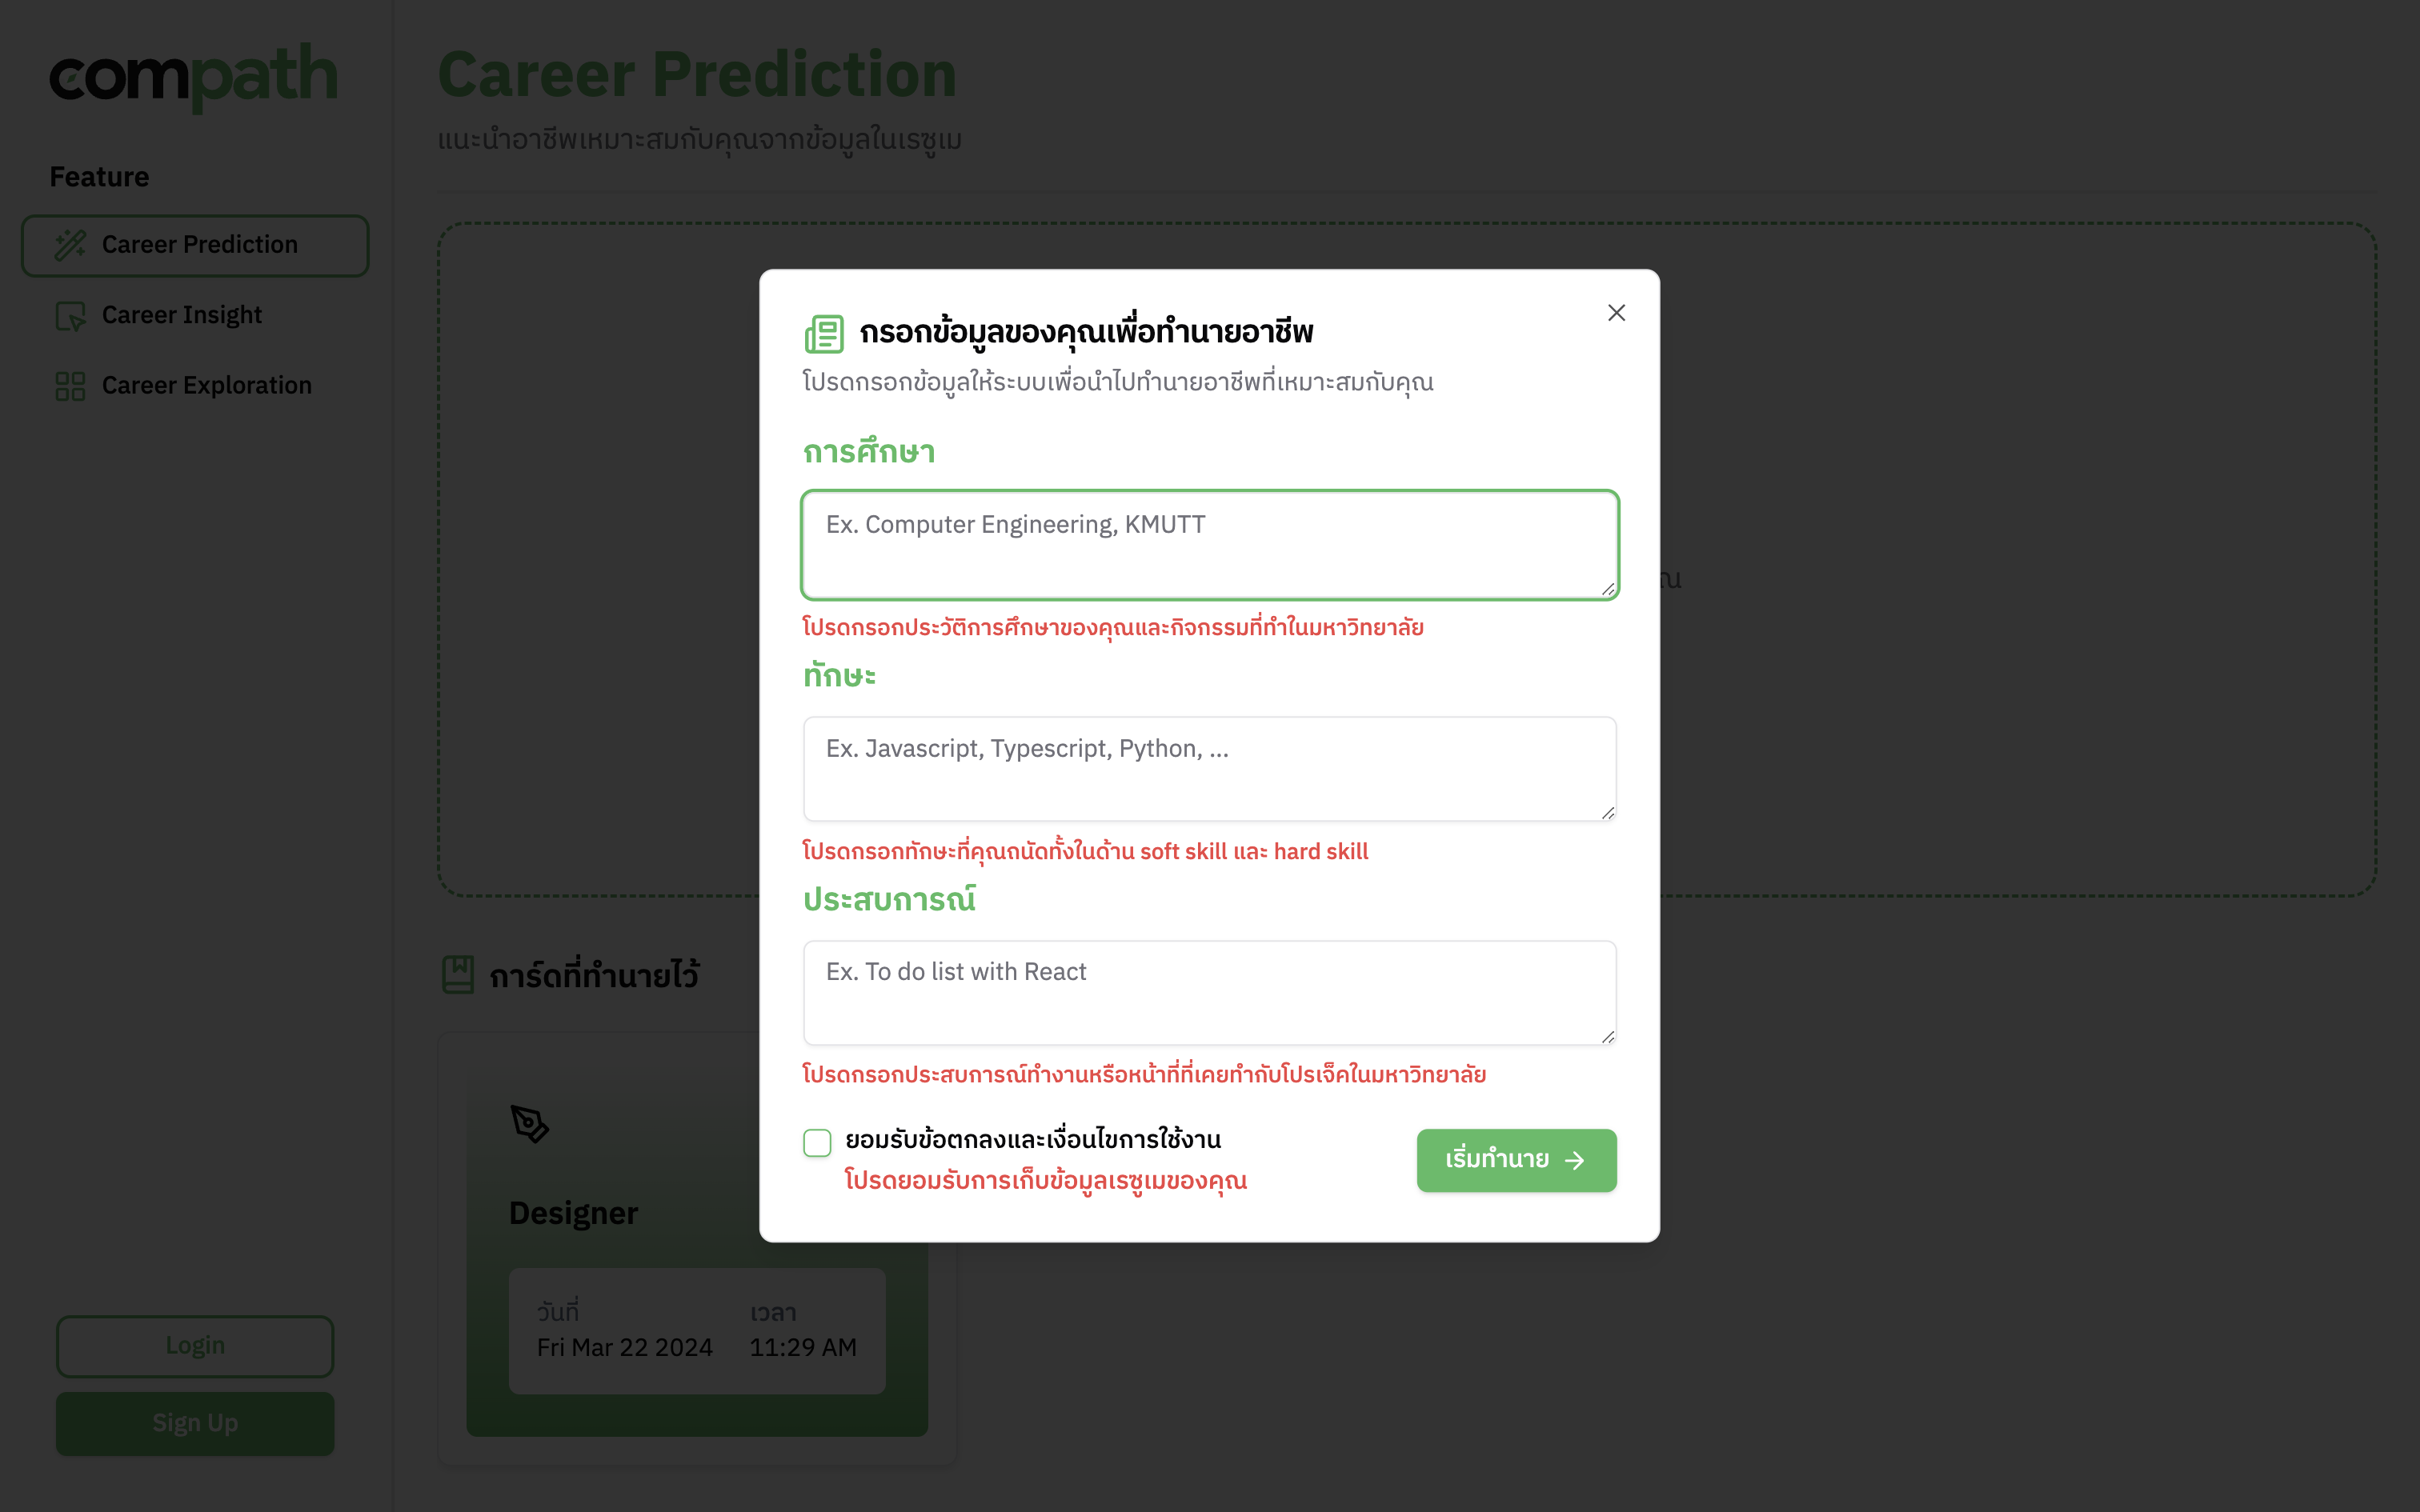 compath
Feature
Career Prediction
Career Insight
Career Exploration
Login
Sign Up
Career Prediction
แนะนำอาชีพเหมาะสมกับคุณจากข้อมูลในเรซูเม่
กรอกข้อมูลของคุณเพื่อทำนายอาชีพ
โปรดกรอกข้อมูลให้ระบบเพื่อนำไปทำนายอาชีพที่เหมาะสมกับคุณ
การศึกษา
Ex. Computer Engineering, KMUTT
โปรดกรอกประวัติการศึกษาของคุณและกิจกรรมที่ทำในมหาวิทยาลัย
ทักษะ
Ex. Javascript, Typescript, Python, ...
โปรดกรอกทักษะที่คุณถนัดทั้งในด้าน soft skill และ hard skill
ประสบการณ์
Ex. To do list with React
โปรดกรอกประสบการณ์ทำงานหรือหน้าที่ที่เคยทำกับโปรเจ็คในมหาวิทยาลัย
ยอมรับข้อตกลงและเงื่อนไขการใช้งาน
โปรดยอมรับการเก็บข้อมูลเรซูเมของคุณ
เริ่มทำนาย
การ์ดที่ทำนายไว้
Designer
วันที่ เวลา
Fri Mar 22 2024 11:29 AM